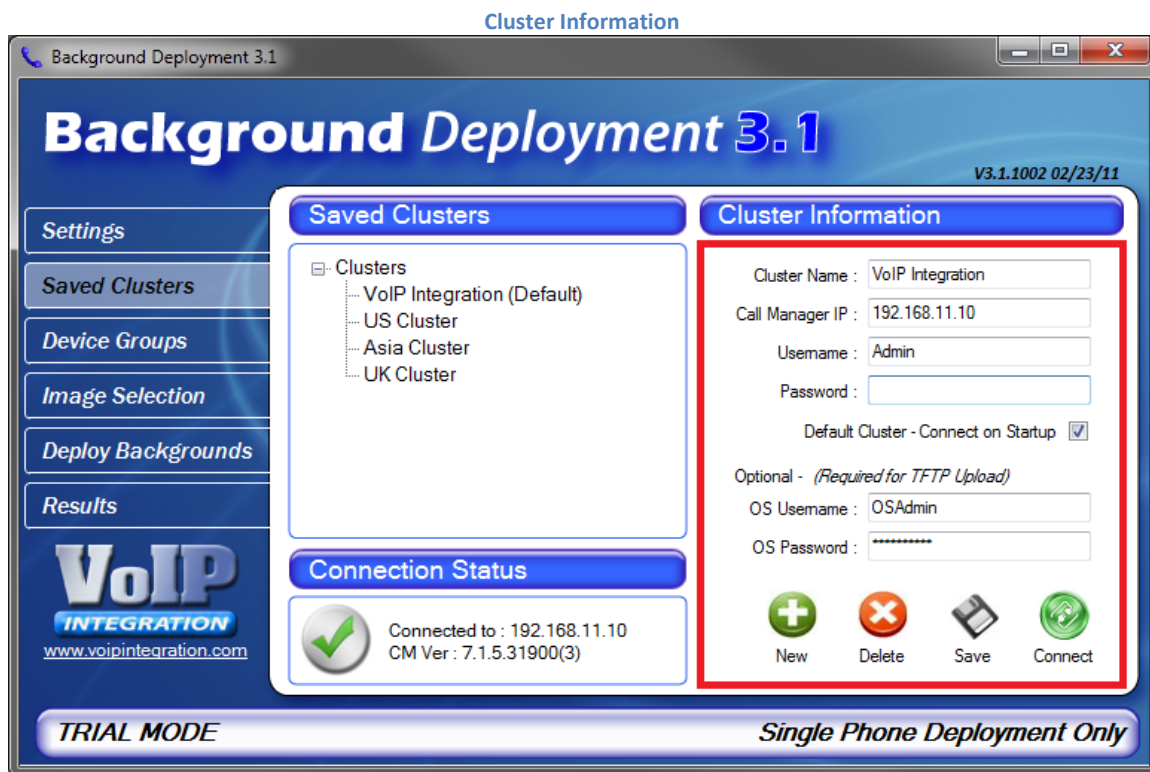 Cluster Information
Background Deployment 3.1
Background Deployment 3.1
V3.1.1002 02/23/11
Settings
Saved Clusters
Device Groups
Image Selection
Deploy Backgrounds
Results
VoIP
INTEGRATION
www.voipintegration.com
Saved Clusters
Clusters
VoIP Integration (Default)
US Cluster
Asia Cluster
UK Cluster
Connection Status
Connected to : 192.168.11.10
CM Ver : 7.1.5.31900(3)
Cluster Information
Cluster Name : VoIP Integration
Call Manager IP : 192.168.11.10
Username : Admin
Password :
Default Cluster - Connect on Startup
Optional - (Required for TFTP Upload)
OS Username : OSAdmin
OS Password : **********
New Delete Save Connect
TRIAL MODE
Single Phone Deployment Only